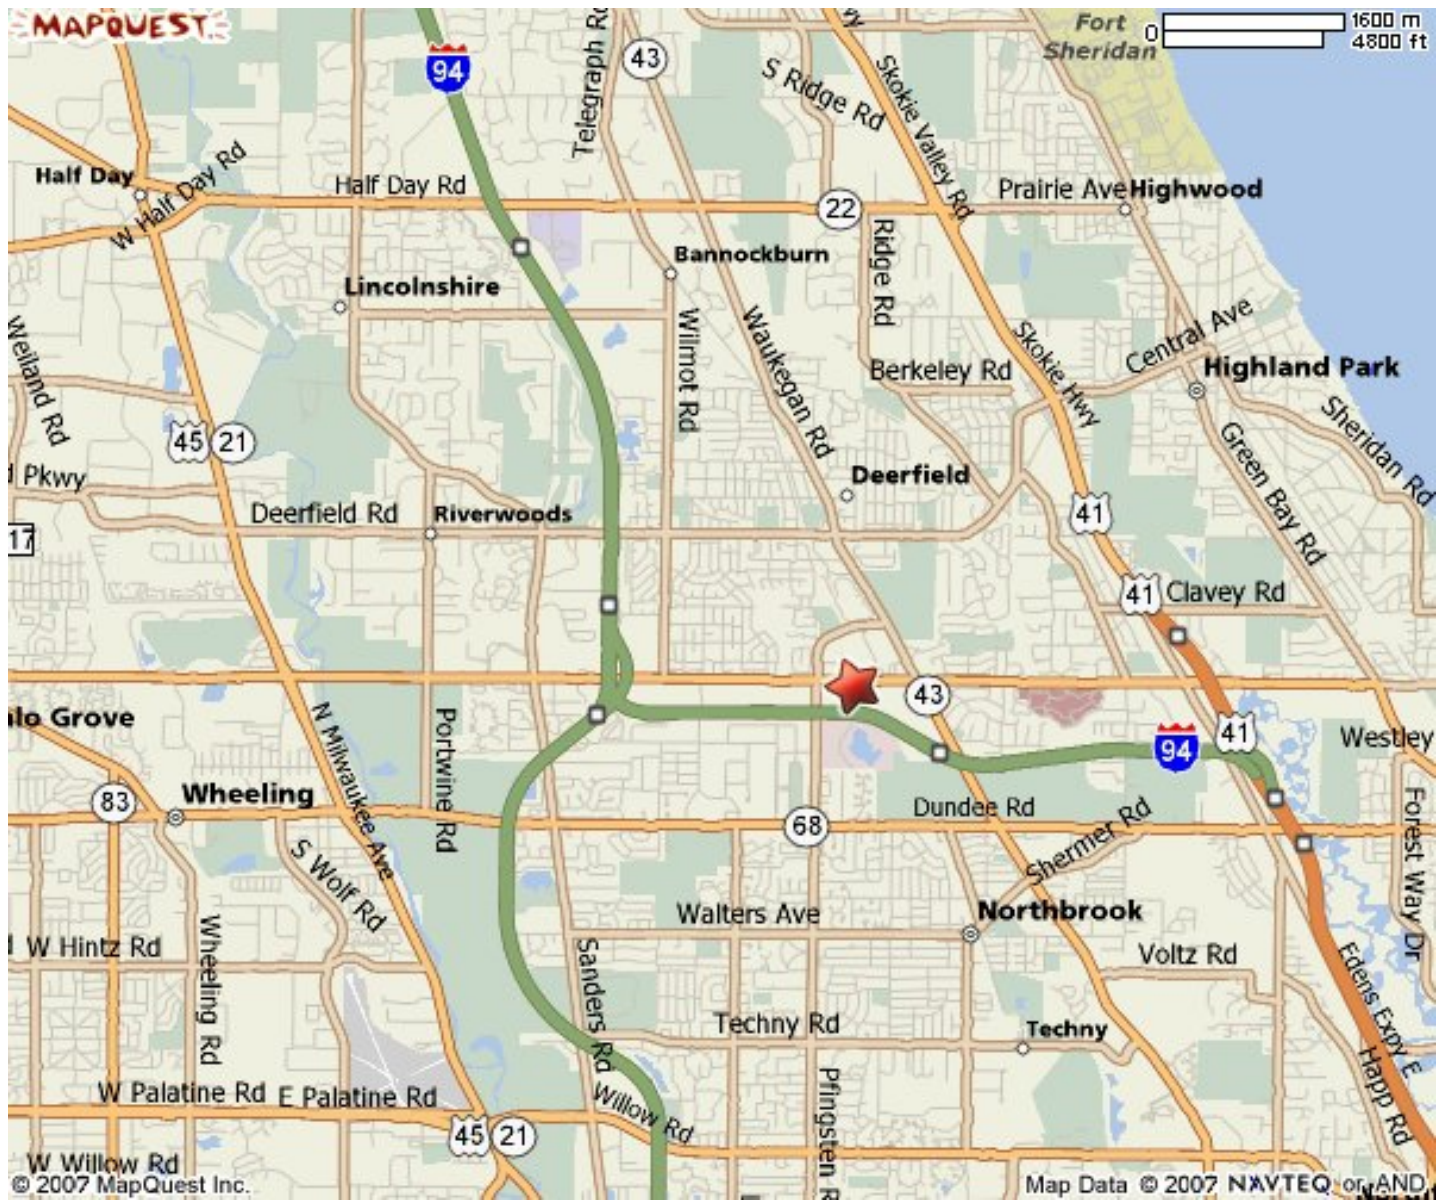 MAPQUEST
94
43
Telegraph Rd
S Ridge Rd
Skokie Valley Rd
Fort
Sheridan
0
1600 m
4800 ft
Half Day
W Half Day Rd
Half Day Rd
22
Prairie Ave
Highwood
Bannockburn
Ridge Rd
Lincolnshire
Weiland Rd
Wilmot Rd
Waukegan Rd
Skokie Hwy
Central Ave
Berkeley Rd
Highland Park
Sheridan Rd
Green Bay Rd
45
21
Pkwy
Deerfield
Deerfield Rd
Riverwoods
41
17
41
Clavey Rd
43
alo Grove
N Milwaukee Ave
Portwine Rd
94
41
Westley
83
Wheeling
68
Dundee Rd
Shermer Rd
Forest Way Dr
S Wolf Rd
Walters Ave
Northbrook
W Hintz Rd
Wheeling Rd
Sanders Rd
Voltz Rd
Edens Expy E
Techny Rd
Techny
Happ Rd
W Palatine Rd
E Palatine Rd
Willow Rd
Pfingsten R
45
21
W Willow Rd
© 2007 MapQuest Inc.
Map Data © 2007 NAVTEQ or AND